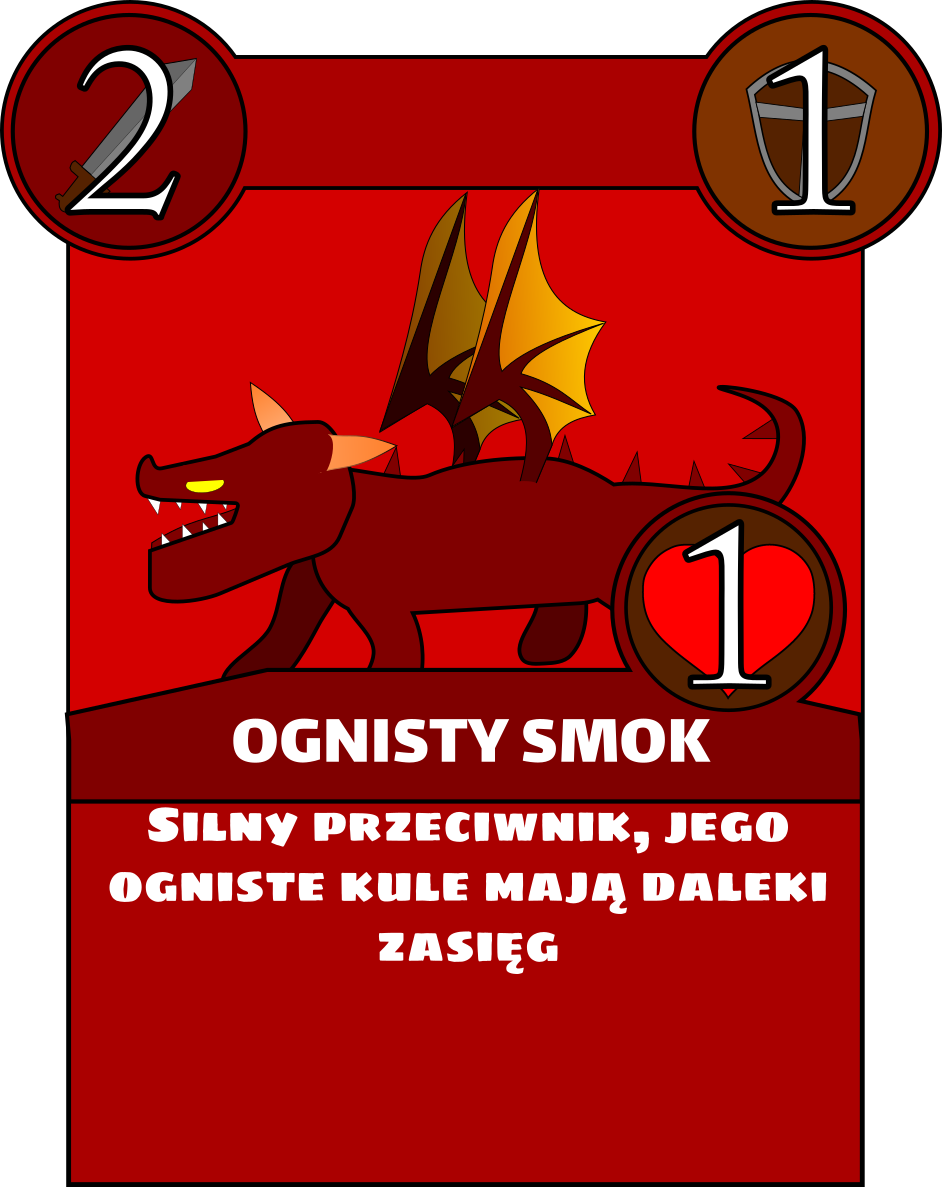 2
1
1
OGNISTY SMOK
Silny przeciwnik, jego
ogniste kule mają daleki
zasięg